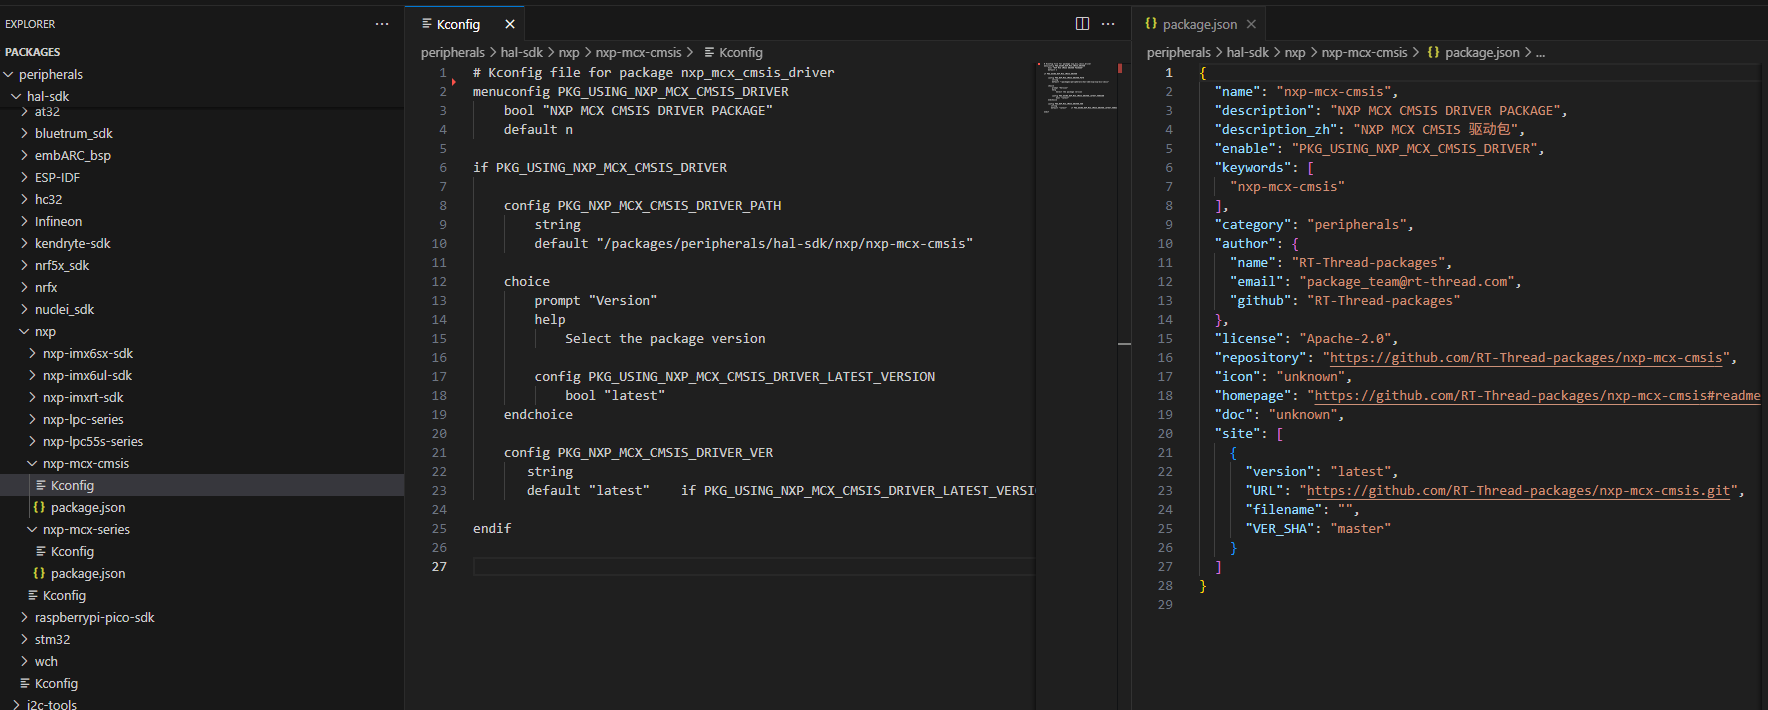 EXPLORER
PACKAGES
peripherals
hal-sdk
at32
bluetrum_sdk
embARC_bsp
ESP-IDF
hc32
Infineon
kendryte-sdk
nrf5x_sdk
nrfx
nuclei_sdk
nxp
nxp-imx6sx-sdk
nxp-imx6ul-sdk
nxp-imxrt-sdk
nxp-lpc-series
nxp-lpc55s-series
nxp-mcx-cmsis
Kconfig
{} package.json
nxp-mcx-series
Kconfig
{} package.json
Kconfig
raspberrypi-pico-sdk
stm32
wch
Kconfig
i2c-tools
Kconfig
peripherals > hal-sdk > nxp > nxp-mcx-cmsis > Kconfig
1 # Kconfig file for package nxp_mcx_cmsis_driver
2 menuconfig PKG_USING_NXP_MCX_CMSIS_DRIVER
3     bool "NXP MCX CMSIS DRIVER PACKAGE"
4     default n
5
6 if PKG_USING_NXP_MCX_CMSIS_DRIVER
7
8     config PKG_NXP_MCX_CMSIS_DRIVER_PATH
9         string
10         default "/packages/peripherals/hal-sdk/nxp/nxp-mcx-cmsis"
11
12     choice
13         prompt "Version"
14         help
15             Select the package version
16
17         config PKG_USING_NXP_MCX_CMSIS_DRIVER_LATEST_VERSION
18             bool "latest"
19     endchoice
20
21     config PKG_NXP_MCX_CMSIS_DRIVER_VER
22        string
23        default "latest"    if PKG_USING_NXP_MCX_CMSIS_DRIVER_LATEST_VERSI
24
25 endif
26
27
{} package.json
peripherals > hal-sdk > nxp > nxp-mcx-cmsis > {} package.json > ...
1 {
2   "name": "nxp-mcx-cmsis",
3   "description": "NXP MCX CMSIS DRIVER PACKAGE",
4   "description_zh": "NXP MCX CMSIS 驱动包",
5   "enable": "PKG_USING_NXP_MCX_CMSIS_DRIVER",
6   "keywords": [
7     "nxp-mcx-cmsis"
8   ],
9   "category": "peripherals",
10   "author": {
11     "name": "RT-Thread-packages",
12     "email": "package_team@rt-thread.com",
13     "github": "RT-Thread-packages"
14   },
15   "license": "Apache-2.0",
16   "repository": "https://github.com/RT-Thread-packages/nxp-mcx-cmsis",
17   "icon": "unknown",
18   "homepage": "https://github.com/RT-Thread-packages/nxp-mcx-cmsis#readme
19   "doc": "unknown",
20   "site": [
21     {
22       "version": "latest",
23       "URL": "https://github.com/RT-Thread-packages/nxp-mcx-cmsis.git",
24       "filename": "",
25       "VER_SHA": "master"
26     }
27   ]
28 }
29